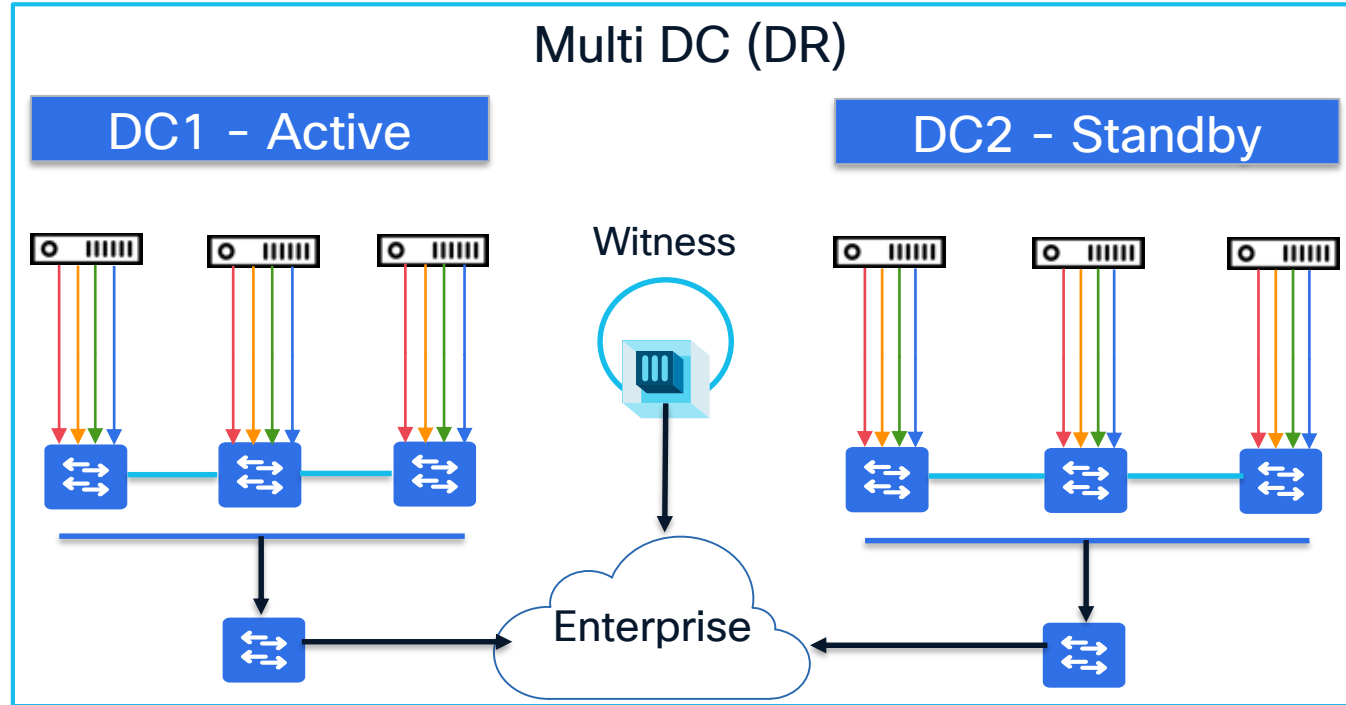 Multi DC (DR)
DC1 - Active
DC2 - Standby
Witness
Enterprise